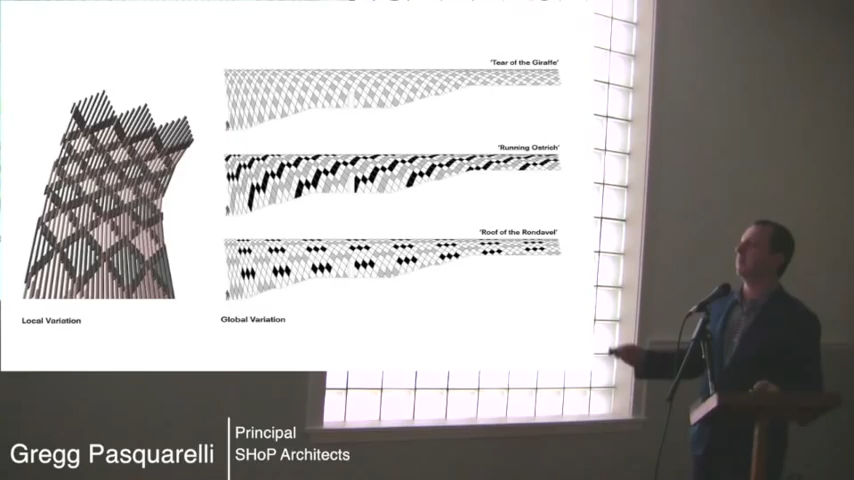 'Tear of the Giraffe'
'Running Ostrich'
'Roof of the Rondavel'
Local Variation
Global Variation
Gregg Pasquarelli
Principal
SHoP Architects